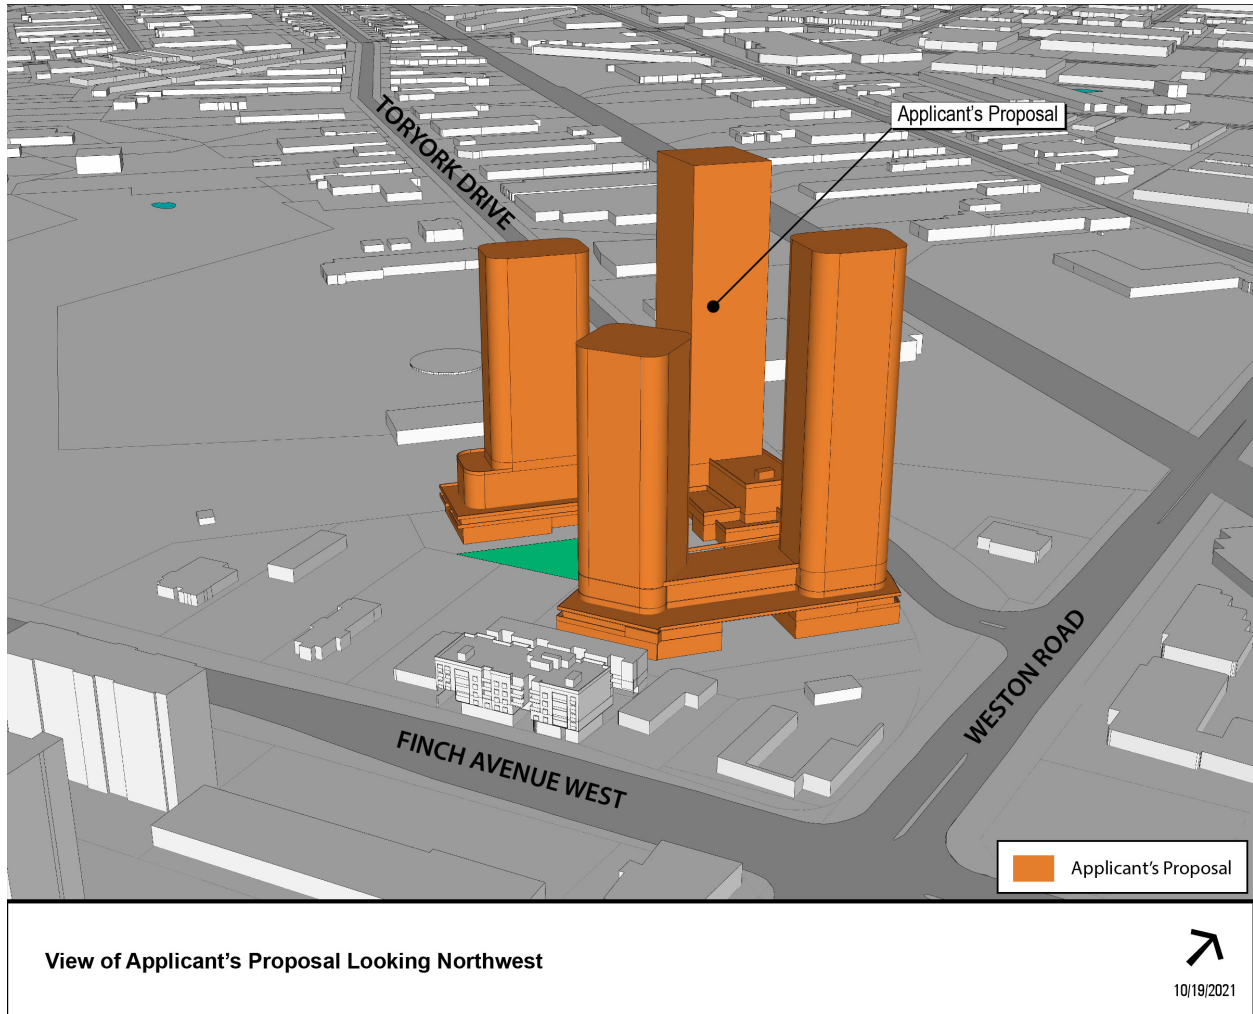 TORYORK DRIVE
Applicant's Proposal
WESTON ROAD
FINCH AVENUE WEST
Applicant's Proposal
View of Applicant's Proposal Looking Northwest
10/19/2021